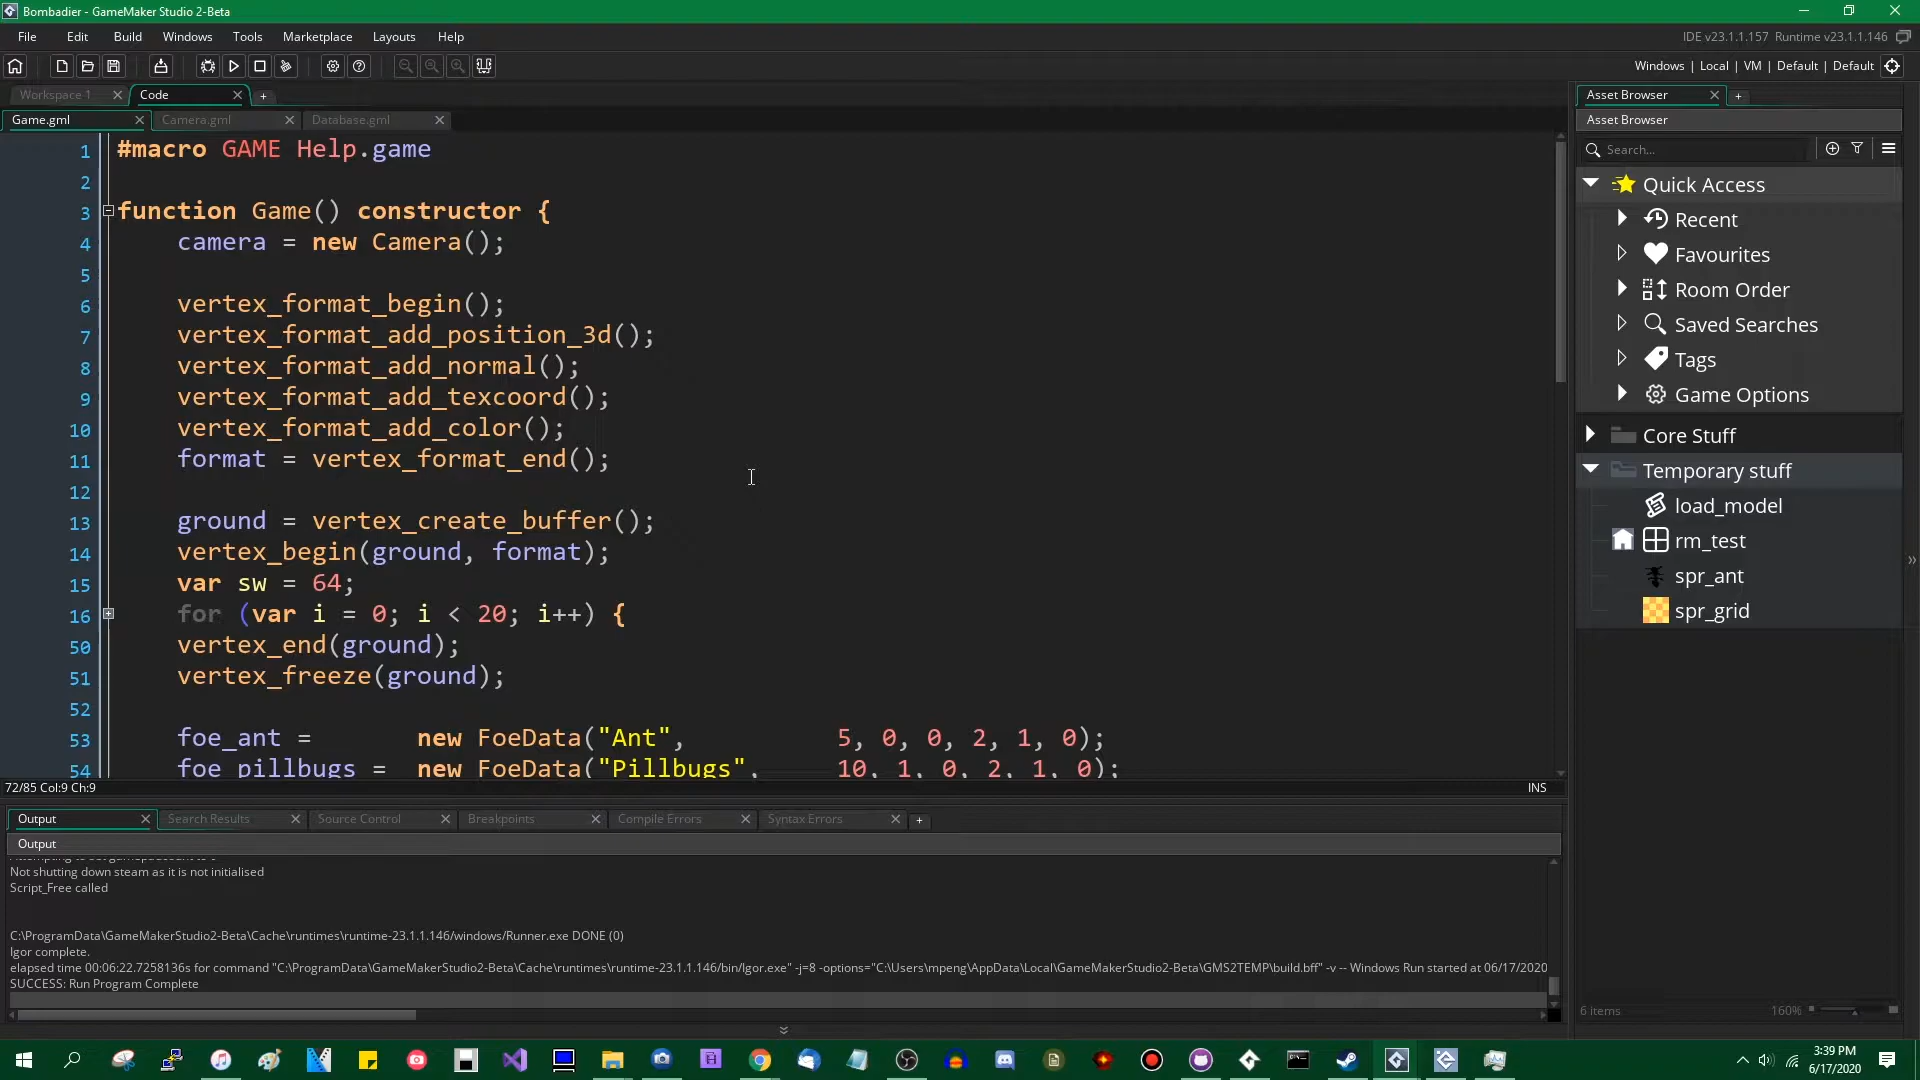 Bombadier - GameMaker Studio 2-Beta
File Edit Build Windows Tools Marketplace Layouts Help
IDE v23.1.1.157 Runtime v23.1.1.146
Windows | Local | VM | Default | Default
Workspace 1
Code
+
Asset Browser
+
Game.gml
Camera.gml
Database.gml
Asset Browser
Search...
1 #macro GAME Help.game
2
3 function Game() constructor {
4 camera = new Camera();
5
6 vertex_format_begin();
7 vertex_format_add_position_3d();
8 vertex_format_add_normal();
9 vertex_format_add_texcoord();
10 vertex_format_add_color();
11 format = vertex_format_end();
12
13 ground = vertex_create_buffer();
14 vertex_begin(ground, format);
15 var sw = 64;
16 for (var i = 0; i < 20; i++) {
50 vertex_end(ground);
51 vertex_freeze(ground);
52
53 foe_ant = new FoeData("Ant", 5, 0, 0, 2, 1, 0);
54 foe_pillbugs = new FoeData("Pillbugs", 10, 1, 0, 2, 1, 0);
Quick Access
Recent
Favourites
Room Order
Saved Searches
Tags
Game Options
Core Stuff
Temporary stuff
load_model
rm_test
spr_ant
spr_grid
6 items
160%
72/85 Col:9 Ch:9
INS
Output
Search Results
Source Control
Breakpoints
Compile Errors
Syntax Errors
+
Output
Not shutting down steam as it is not initialised
Script_Free called
C:\ProgramData\GameMakerStudio2-Beta\Cache\runtimes\runtime-23.1.1.146/windows/Runner.exe DONE (0)
Igor complete.
elapsed time 00:06:22.7258136s for command "C:\ProgramData\GameMakerStudio2-Beta\Cache\runtimes\runtime-23.1.1.146/bin/Igor.exe" -j=8 -options="C:\Users\mpeng\AppData\Local\GameMakerStudio2-Beta\GMS2TEMP\build.bff" -v -- Windows Run started at 06/17/2020
SUCCESS: Run Program Complete
3:39 PM
6/17/2020